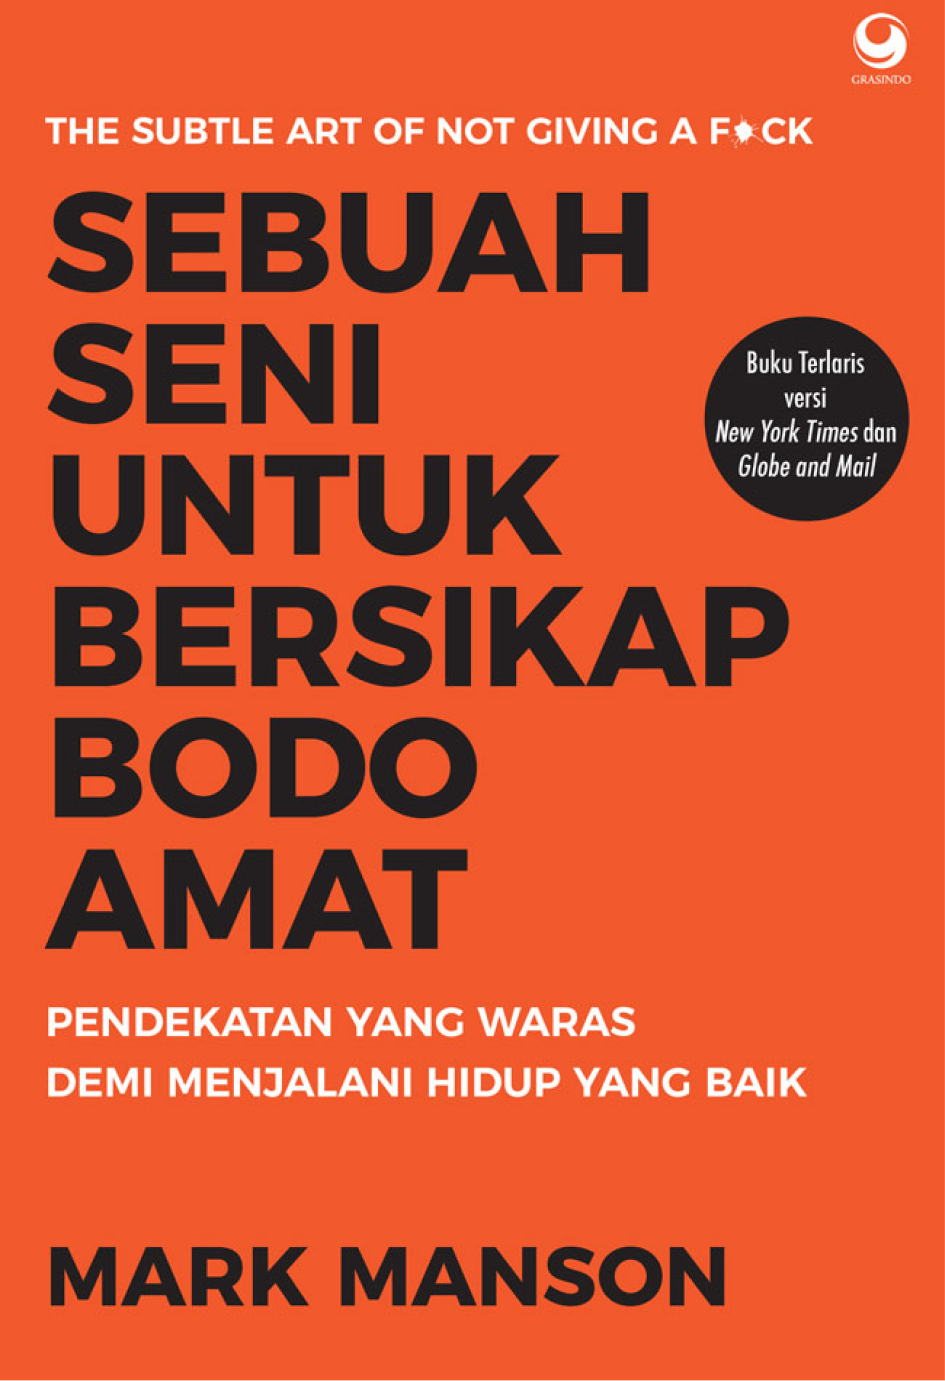 GRASINDO
THE SUBTLE ART OF NOT GIVING A F*CK
SEBUAH
SENI
UNTUK
BERSIKAP
BODO
AMAT
Buku Terlaris
versi
New York Times dan
Globe and Mail
PENDEKATAN YANG WARAS
DEMI MENJALANI HIDUP YANG BAIK
MARK MANSON